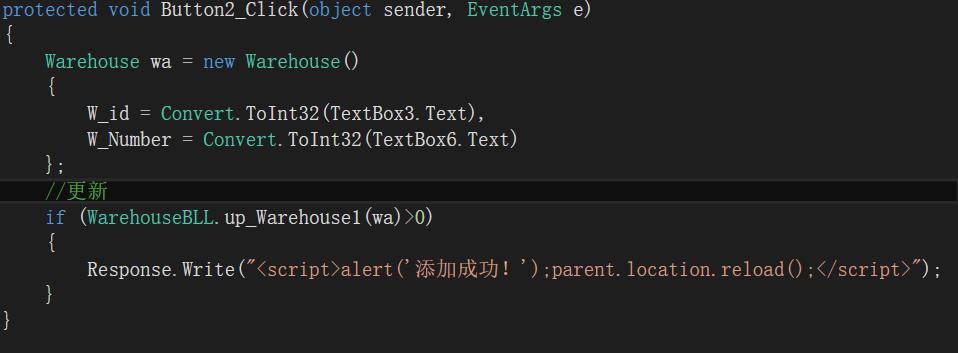 protected void Button2_Click(object sender, EventArgs e)
{
    Warehouse wa = new Warehouse()
    {
        W_id = Convert.ToInt32(TextBox3.Text),
        W_Number = Convert.ToInt32(TextBox6.Text)
    };
    //更新
    if (WarehouseBLL.up_Warehouse1(wa)>0)
    {
        Response.Write("<script>alert('添加成功！');parent.location.reload();</script>");
    }
}